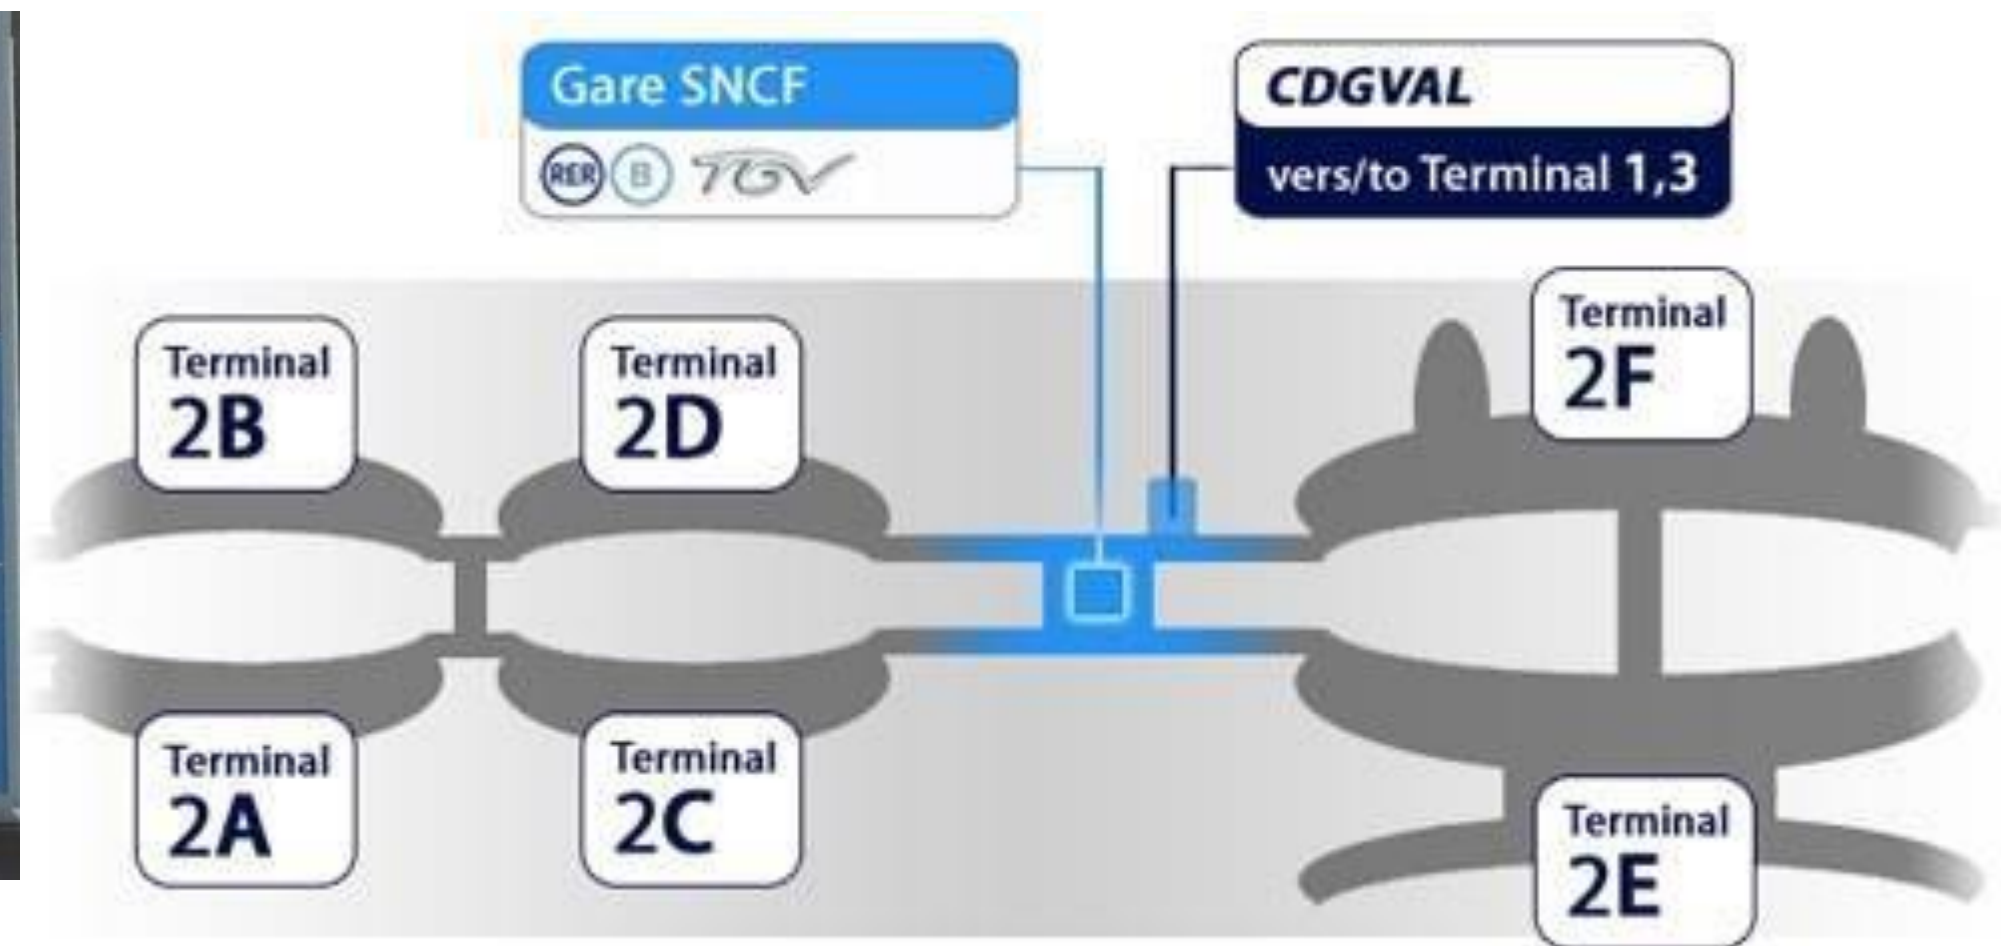 Gare SNCF
RER B TGV
CDGVAL
vers/to Terminal 1,3
Terminal
2B
Terminal
2D
Terminal
2F
Terminal
2A
Terminal
2C
Terminal
2E